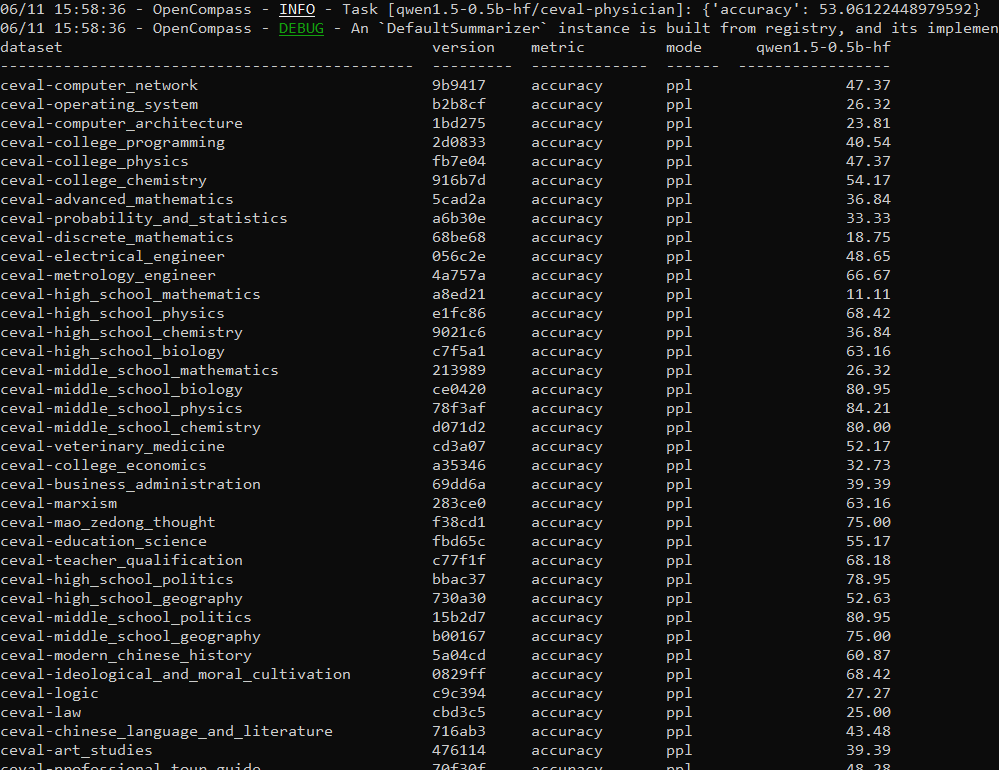 06/11 15:58:36 - OpenCompass - INFO - Task [qwen1.5-0.5b-hf/ceval-physician]: {'accuracy': 53.06122448979592}
06/11 15:58:36 - OpenCompass - DEBUG - An `DefaultSummarizer` instance is built from registry, and its implemen
dataset version metric mode qwen1.5-0.5b-hf
---------------------------------------------- --------- ------------- ------ -----------------
ceval-computer_network 9b9417 accuracy ppl 47.37
ceval-operating_system b2b8cf accuracy ppl 26.32
ceval-computer_architecture 1bd275 accuracy ppl 23.81
ceval-college_programming 2d0833 accuracy ppl 40.54
ceval-college_physics fb7e04 accuracy ppl 47.37
ceval-college_chemistry 916b7d accuracy ppl 54.17
ceval-advanced_mathematics 5cad2a accuracy ppl 36.84
ceval-probability_and_statistics a6b30e accuracy ppl 33.33
ceval-discrete_mathematics 68be68 accuracy ppl 18.75
ceval-electrical_engineer 056c2e accuracy ppl 48.65
ceval-metrology_engineer 4a757a accuracy ppl 66.67
ceval-high_school_mathematics a8ed21 accuracy ppl 11.11
ceval-high_school_physics e1fc86 accuracy ppl 68.42
ceval-high_school_chemistry 9021c6 accuracy ppl 36.84
ceval-high_school_biology c7f5a1 accuracy ppl 63.16
ceval-middle_school_mathematics 213989 accuracy ppl 26.32
ceval-middle_school_biology ce0420 accuracy ppl 80.95
ceval-middle_school_physics 78f3af accuracy ppl 84.21
ceval-middle_school_chemistry d071d2 accuracy ppl 80.00
ceval-veterinary_medicine cd3a07 accuracy ppl 52.17
ceval-college_economics a35346 accuracy ppl 32.73
ceval-business_administration 69dd6a accuracy ppl 39.39
ceval-marxism 283ce0 accuracy ppl 63.16
ceval-mao_zedong_thought f38cd1 accuracy ppl 75.00
ceval-education_science fbd65c accuracy ppl 55.17
ceval-teacher_qualification c77f1f accuracy ppl 68.18
ceval-high_school_politics bbac37 accuracy ppl 78.95
ceval-high_school_geography 730a30 accuracy ppl 52.63
ceval-middle_school_politics 15b2d7 accuracy ppl 80.95
ceval-middle_school_geography b00167 accuracy ppl 75.00
ceval-modern_chinese_history 5a04cd accuracy ppl 60.87
ceval-ideological_and_moral_cultivation 0829ff accuracy ppl 68.42
ceval-logic c9c394 accuracy ppl 27.27
ceval-law cbd3c5 accuracy ppl 25.00
ceval-chinese_language_and_literature 716ab3 accuracy ppl 43.48
ceval-art_studies 476114 accuracy ppl 39.39
ceval-professional_tour_guide 70f30f accuracy ppl 48.28